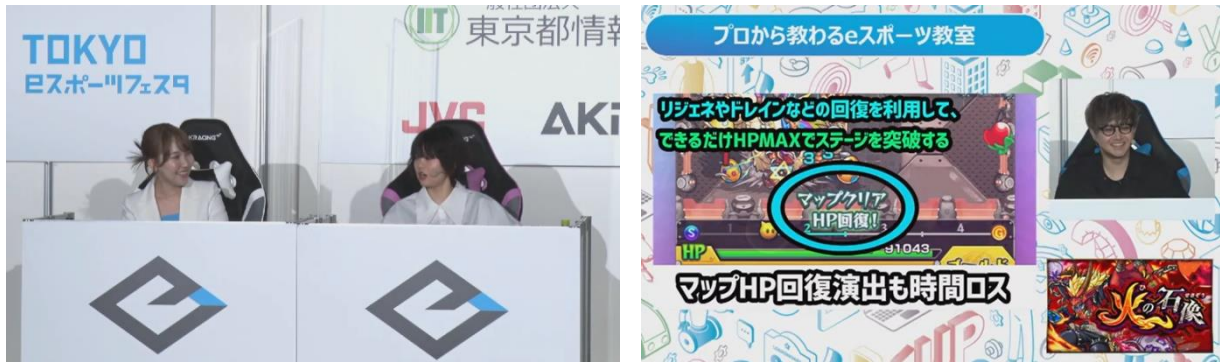 TOKYO
eスポーツフェスタ
IIT
東京都情報
JVC
AKRACING
プロから教わるeスポーツ教室
リジェネやドレインなどの回復を利用して、
できるだけHPMAXでステージを突破する
マップクリア
HP回復!
2
3
4
S
G
HP
91043
マップHP回復演出も時間ロス
火の石像